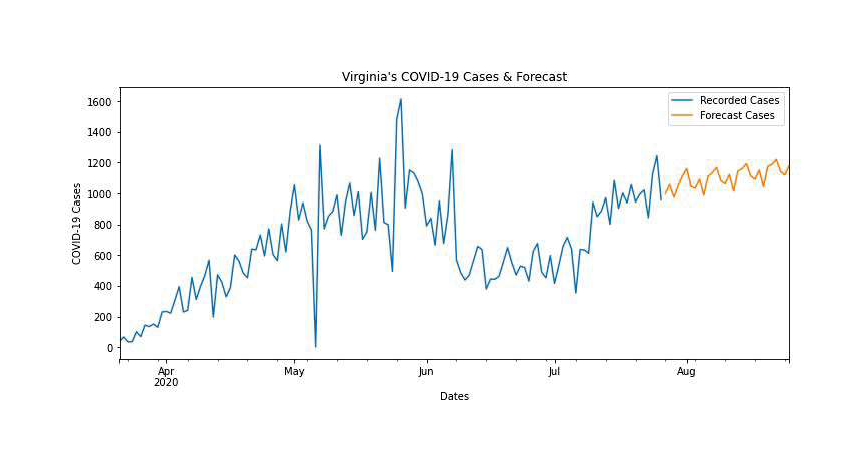 Virginia's COVID-19 Cases & Forecast
Recorded Cases
Forecast Cases
1600
1400
1200
1000
800
600
400
200
0
COVID-19 Cases
Apr
2020
May
Jun
Jul
Aug
Dates